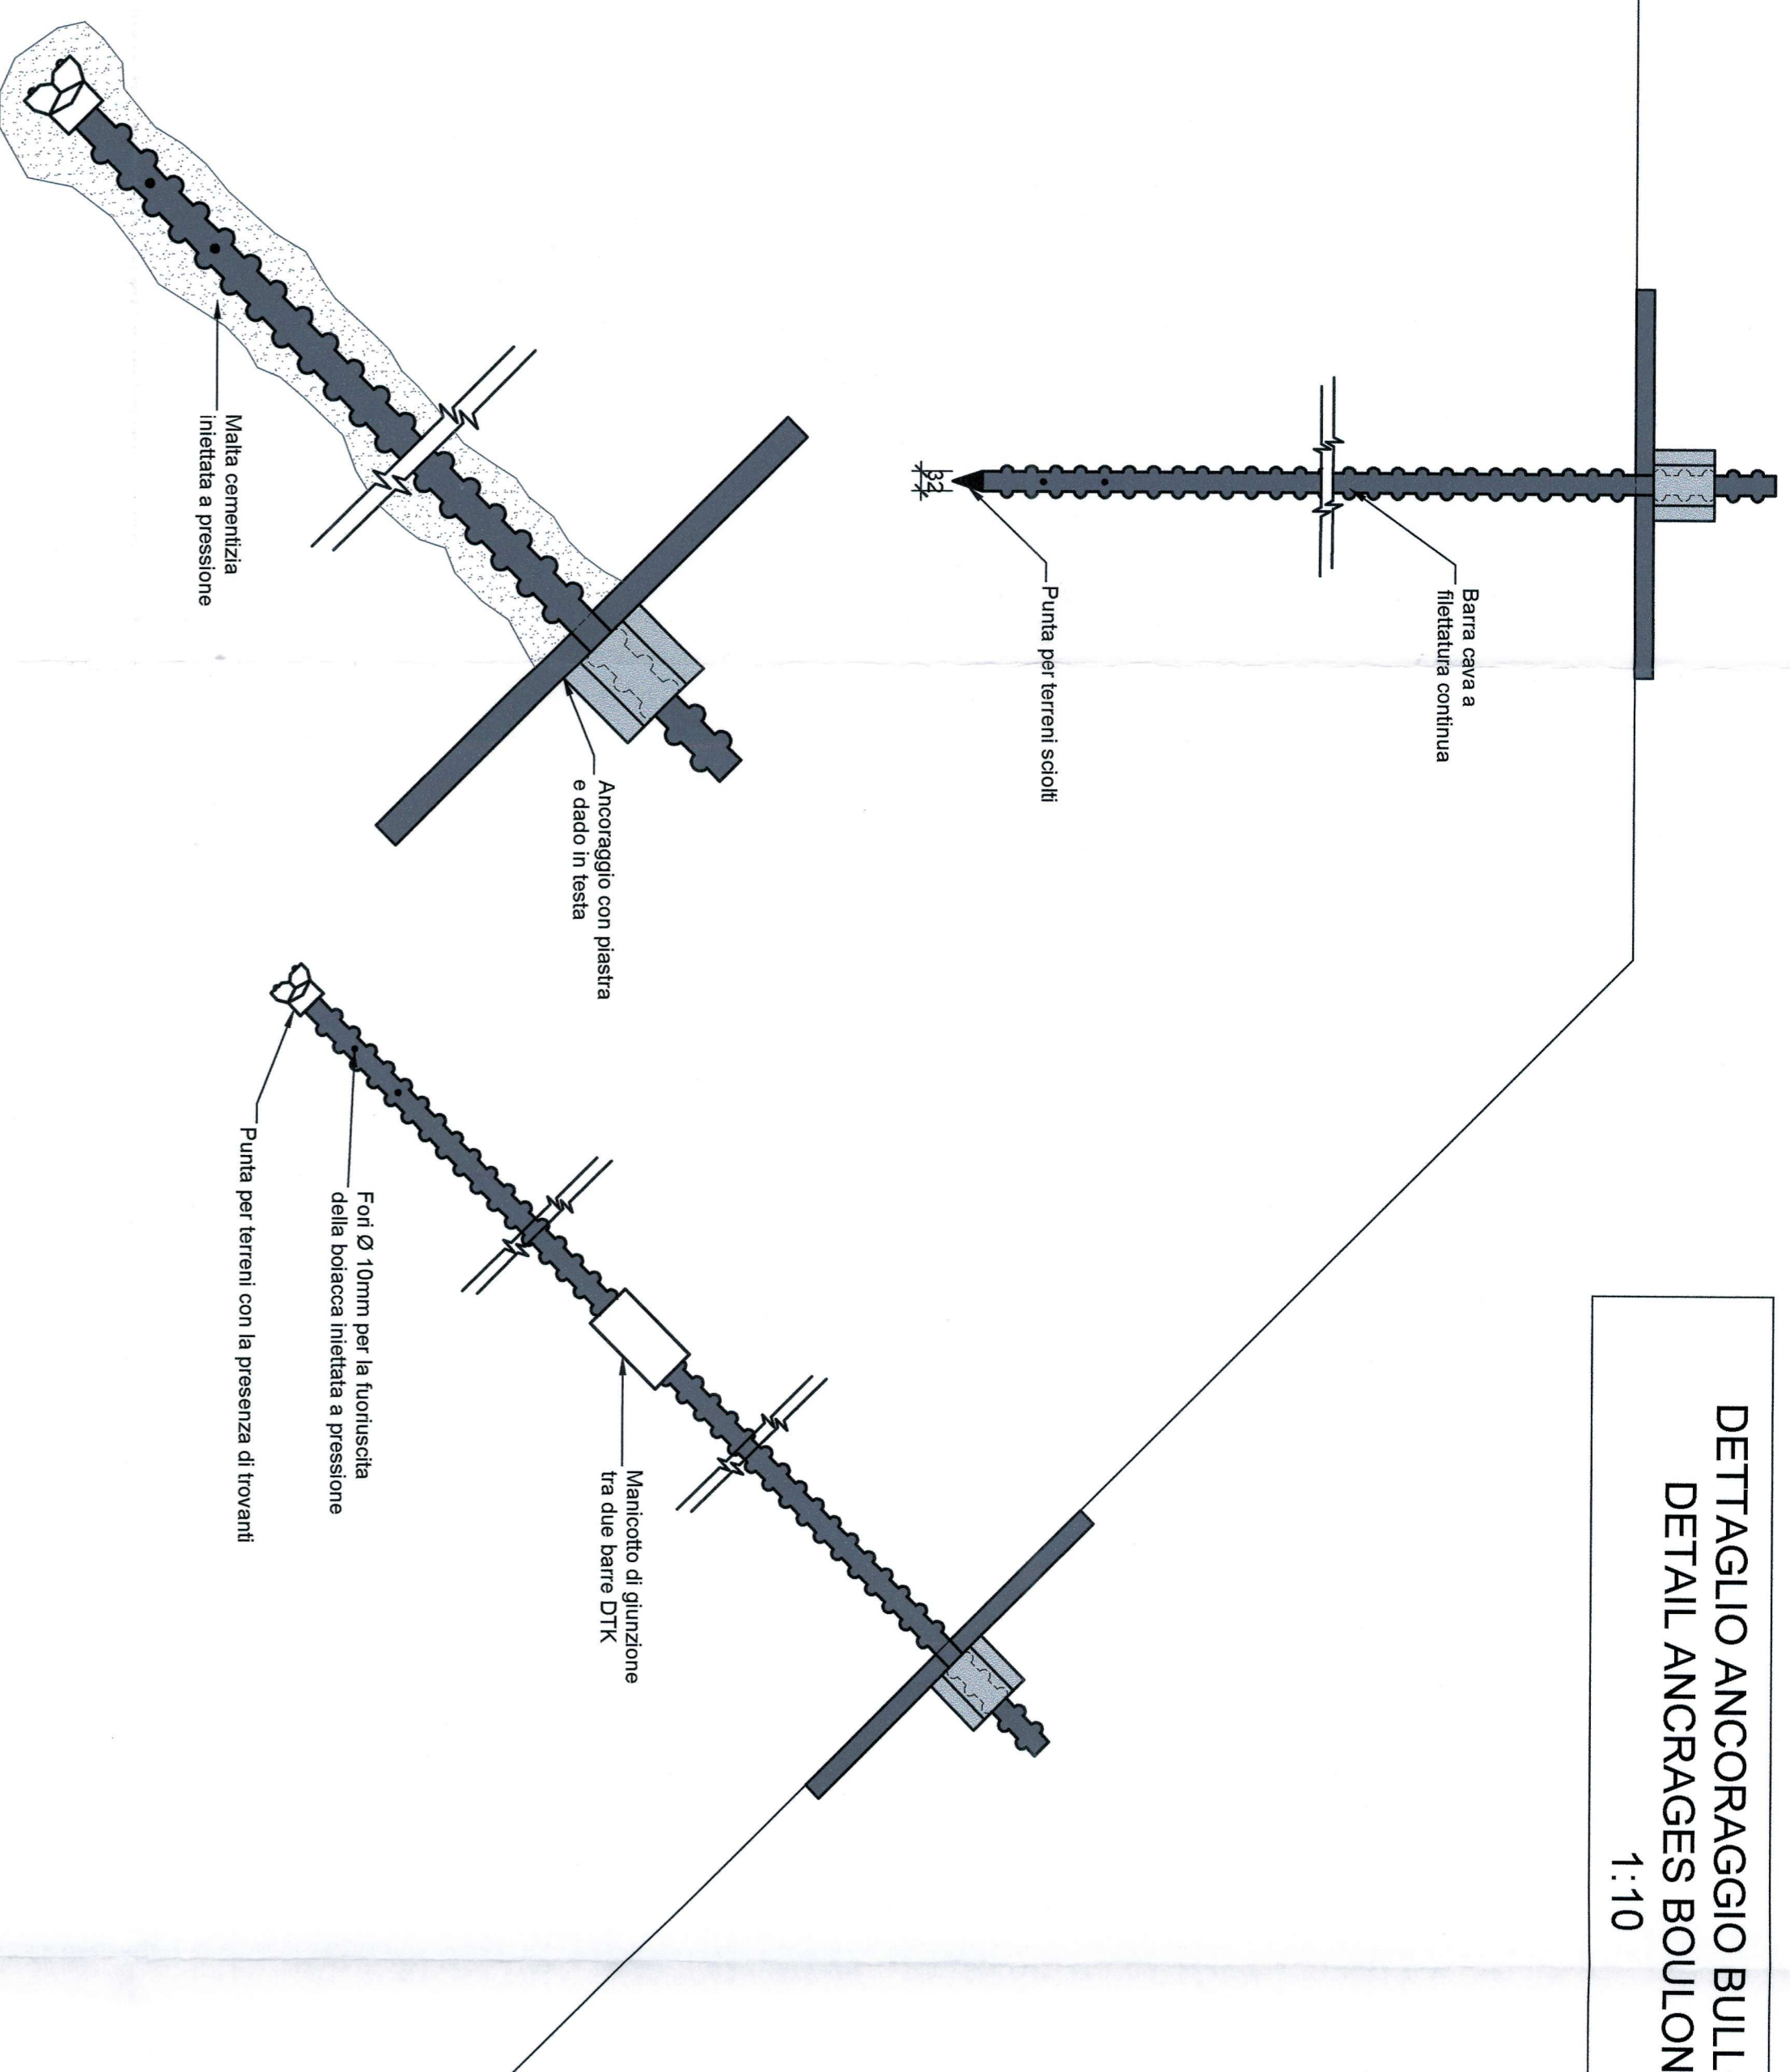 DETTAGLIO ANCORAGGIO BULL
DETAIL ANCRAGES BOULON
1:10
Barra cava a
filettatura continua
Punta per terreni sciolti
32
Ancoraggio con piastra
e dado in testa
Malta cementizia
iniettata a pressione
Manicotto di giunzione
tra due barre DTK
Fori Ø 10mm per la fuoriuscita
della boiacca iniettata a pressione
Punta per terreni con la presenza di trovanti